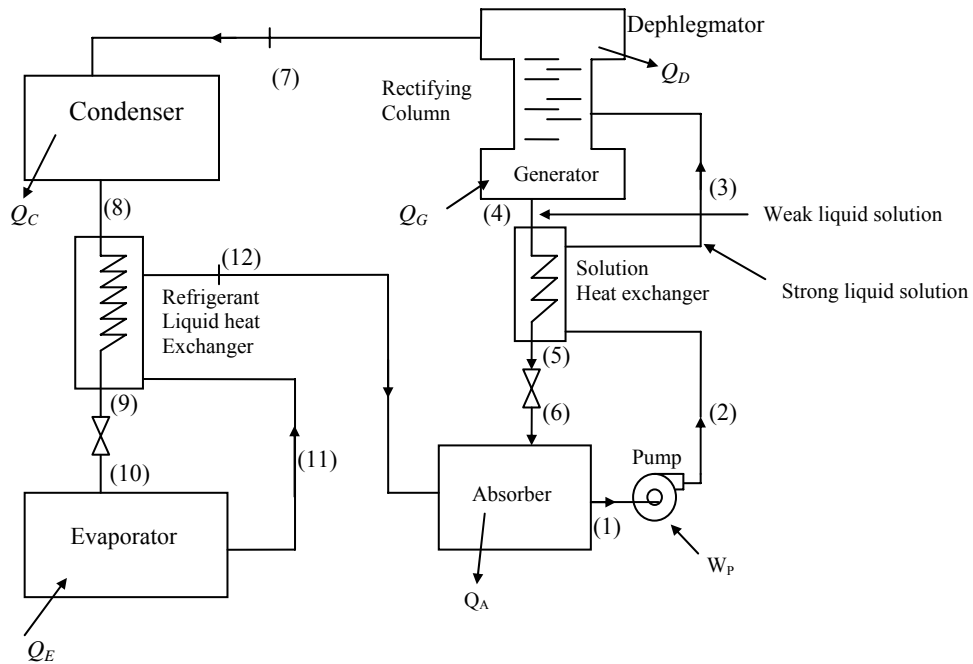 Dephlegmator
(7)
Q_D
Rectifying
Column
Condenser
Generator
(3)
Q_C
(8)
Q_G
(4)
Weak liquid solution
(12)
Solution
Heat exchanger
Refrigerant
Liquid heat
Exchanger
Strong liquid solution
(5)
(9)
(6)
(2)
(11)
Pump
(10)
Absorber
(1)
Evaporator
W_P
Q_A
Q_E